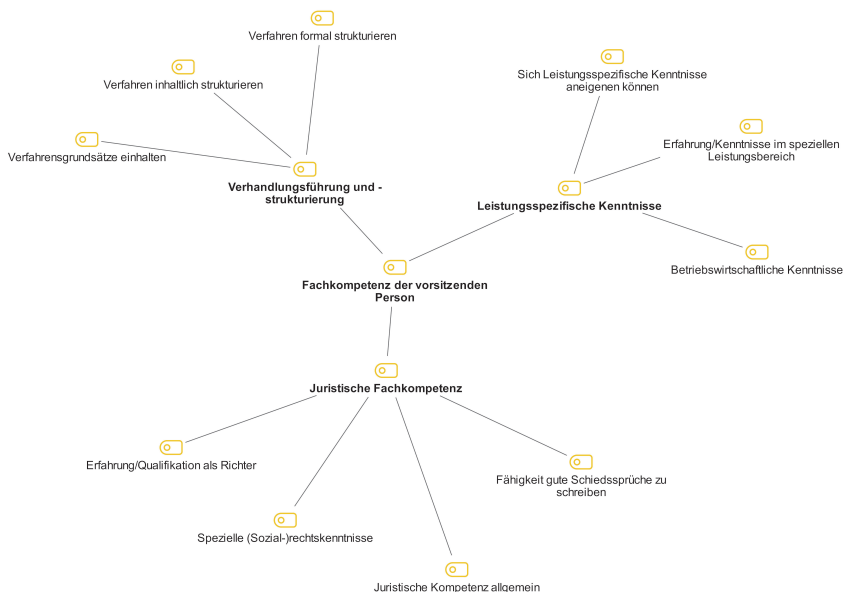 Verfahren formal strukturieren
Verfahren inhaltlich strukturieren
Verfahrensgrundsätze einhalten
Verhandlungsführung und -
strukturierung
Sich Leistungsspezifische Kenntnisse
aneigenen können
Erfahrung/Kenntnisse im speziellen
Leistungsbereich
Leistungsspezifische Kenntnisse
Betriebswirtschaftliche Kenntnisse
Fachkompetenz der vorsitzenden
Person
Juristische Fachkompetenz
Erfahrung/Qualifikation als Richter
Fähigkeit gute Schiedssprüche zu
schreiben
Spezielle (Sozial-)rechtskenntnisse
Juristische Kompetenz allgemein